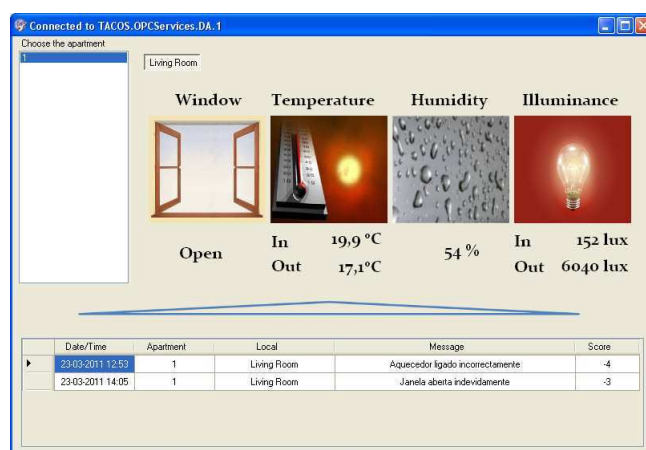 Connected to TACOS.OPCServices.DA.1
Choose the apartment
1
Living Room
Window Temperature Humidity Illuminance
In 19,9 ºC In 152 lux
Open 54 %
Out 17,1ºC Out 6040 lux
Date/Time Apartment Local Message Score
23-03-2011 12:53 1 Living Room Aquecedor ligado incorrectamente -4
23-03-2011 14:05 1 Living Room Janela aberta indevidamente -3